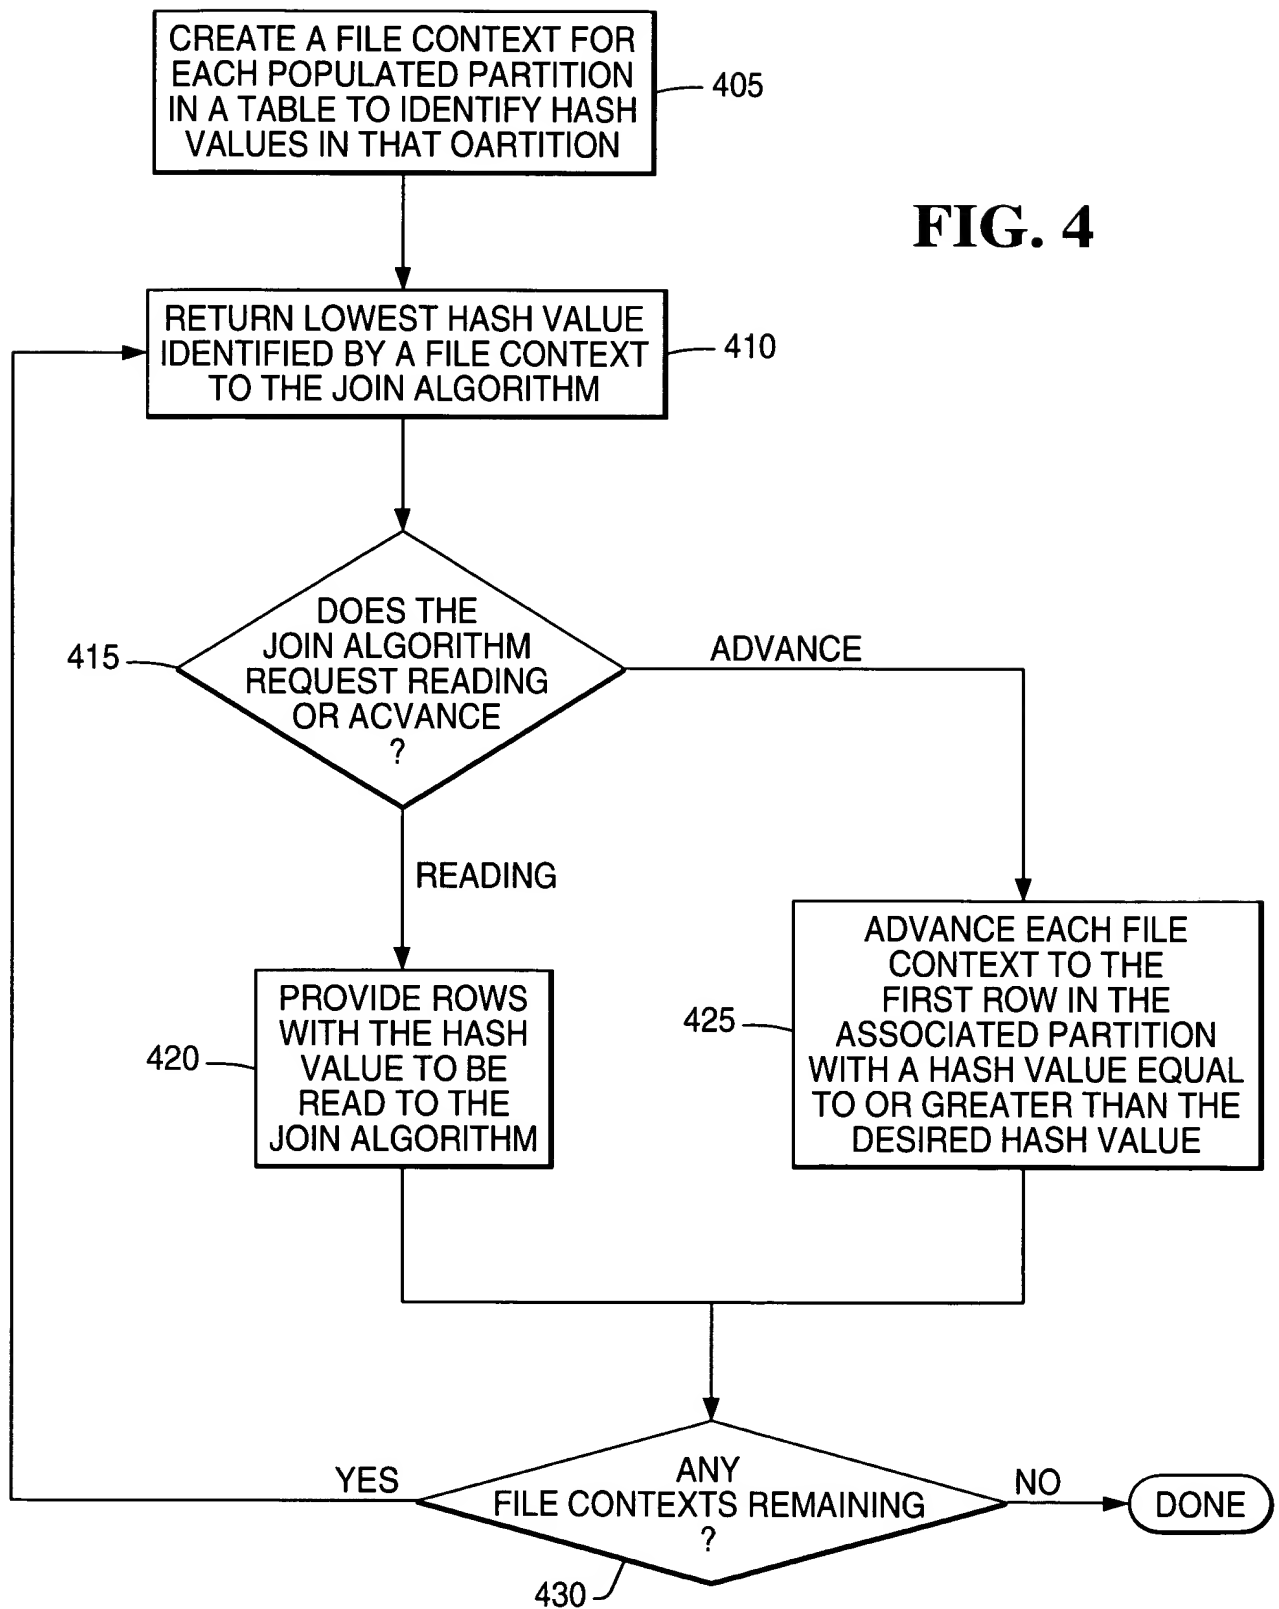 CREATE A FILE CONTEXT FOR
EACH POPULATED PARTITION
IN A TABLE TO IDENTIFY HASH
VALUES IN THAT OARTITION
405
FIG. 4
RETURN LOWEST HASH VALUE
IDENTIFIED BY A FILE CONTEXT
TO THE JOIN ALGORITHM
410
DOES THE
JOIN ALGORITHM
REQUEST READING
OR ACVANCE
?
415
ADVANCE
READING
PROVIDE ROWS
WITH THE HASH
VALUE TO BE
READ TO THE
JOIN ALGORITHM
420
ADVANCE EACH FILE
CONTEXT TO THE
FIRST ROW IN THE
ASSOCIATED PARTITION
WITH A HASH VALUE EQUAL
TO OR GREATER THAN THE
DESIRED HASH VALUE
425
YES
ANY
FILE CONTEXTS REMAINING
?
NO
DONE
430